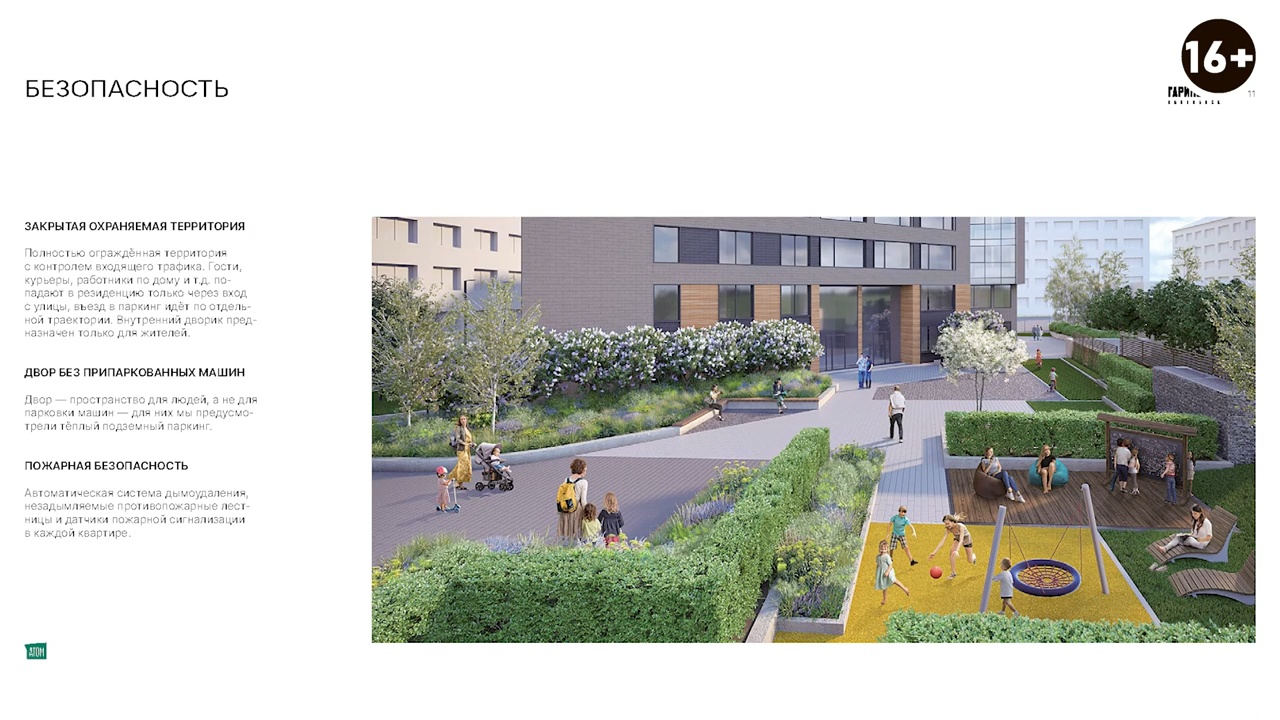 16+
БЕЗОПАСНОСТЬ
11
ЗАКРЫТАЯ ОХРАНЯЕМАЯ ТЕРРИТОРИЯ
Полностью ограждённая территория
с контролем входящего трафика. Гости,
курьеры, работники по дому и т.д. по-
падают в резиденцию только через вход
с улицы, въезд в паркинг идёт по отдель-
ной траектории. Внутренний дворик пред-
назначен только для жителей.
ДВОР БЕЗ ПРИПАРКОВАННЫХ МАШИН
Двор — пространство для людей, а не для
парковки машин — для них мы предусмо-
трели тёплый подземный паркинг.
ПОЖАРНАЯ БЕЗОПАСНОСТЬ
Автоматическая система дымоудаления,
незадымляемые противопожарные лест-
ницы и датчики пожарной сигнализации
в каждой квартире.
АТОМ